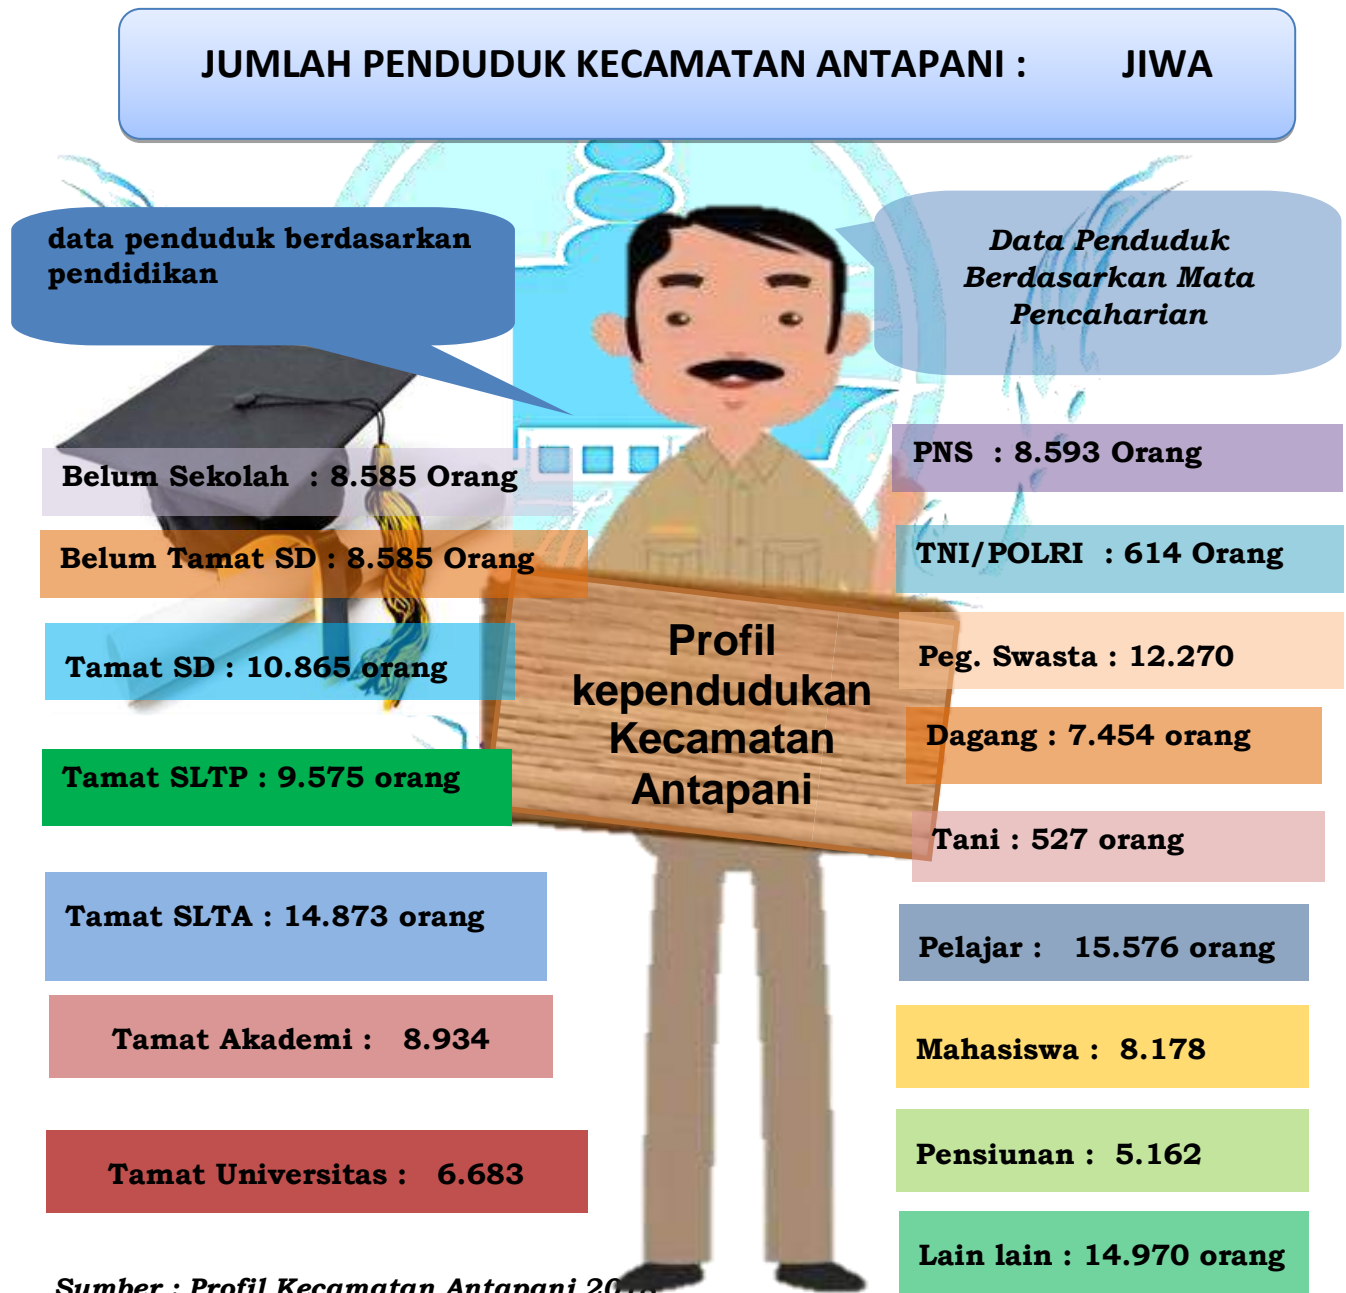 JUMLAH PENDUDUK KECAMATAN ANTAPANI : JIWA
data penduduk berdasarkan
pendidikan
Belum Sekolah : 8.585 Orang
Belum Tamat SD : 8.585 Orang
Tamat SD : 10.865 orang
Tamat SLTP : 9.575 orang
Tamat SLTA : 14.873 orang
Tamat Akademi : 8.934
Tamat Universitas : 6.683
Profil
kependudukan
Kecamatan
Antapani
Data Penduduk
Berdasarkan Mata
Pencaharian
PNS : 8.593 Orang
TNI/POLRI : 614 Orang
Peg. Swasta : 12.270
Dagang : 7.454 orang
Tani : 527 orang
Pelajar : 15.576 orang
Mahasiswa : 8.178
Pensiunan : 5.162
Lain lain : 14.970 orang
Sumber : Profil Kecamatan Antapani